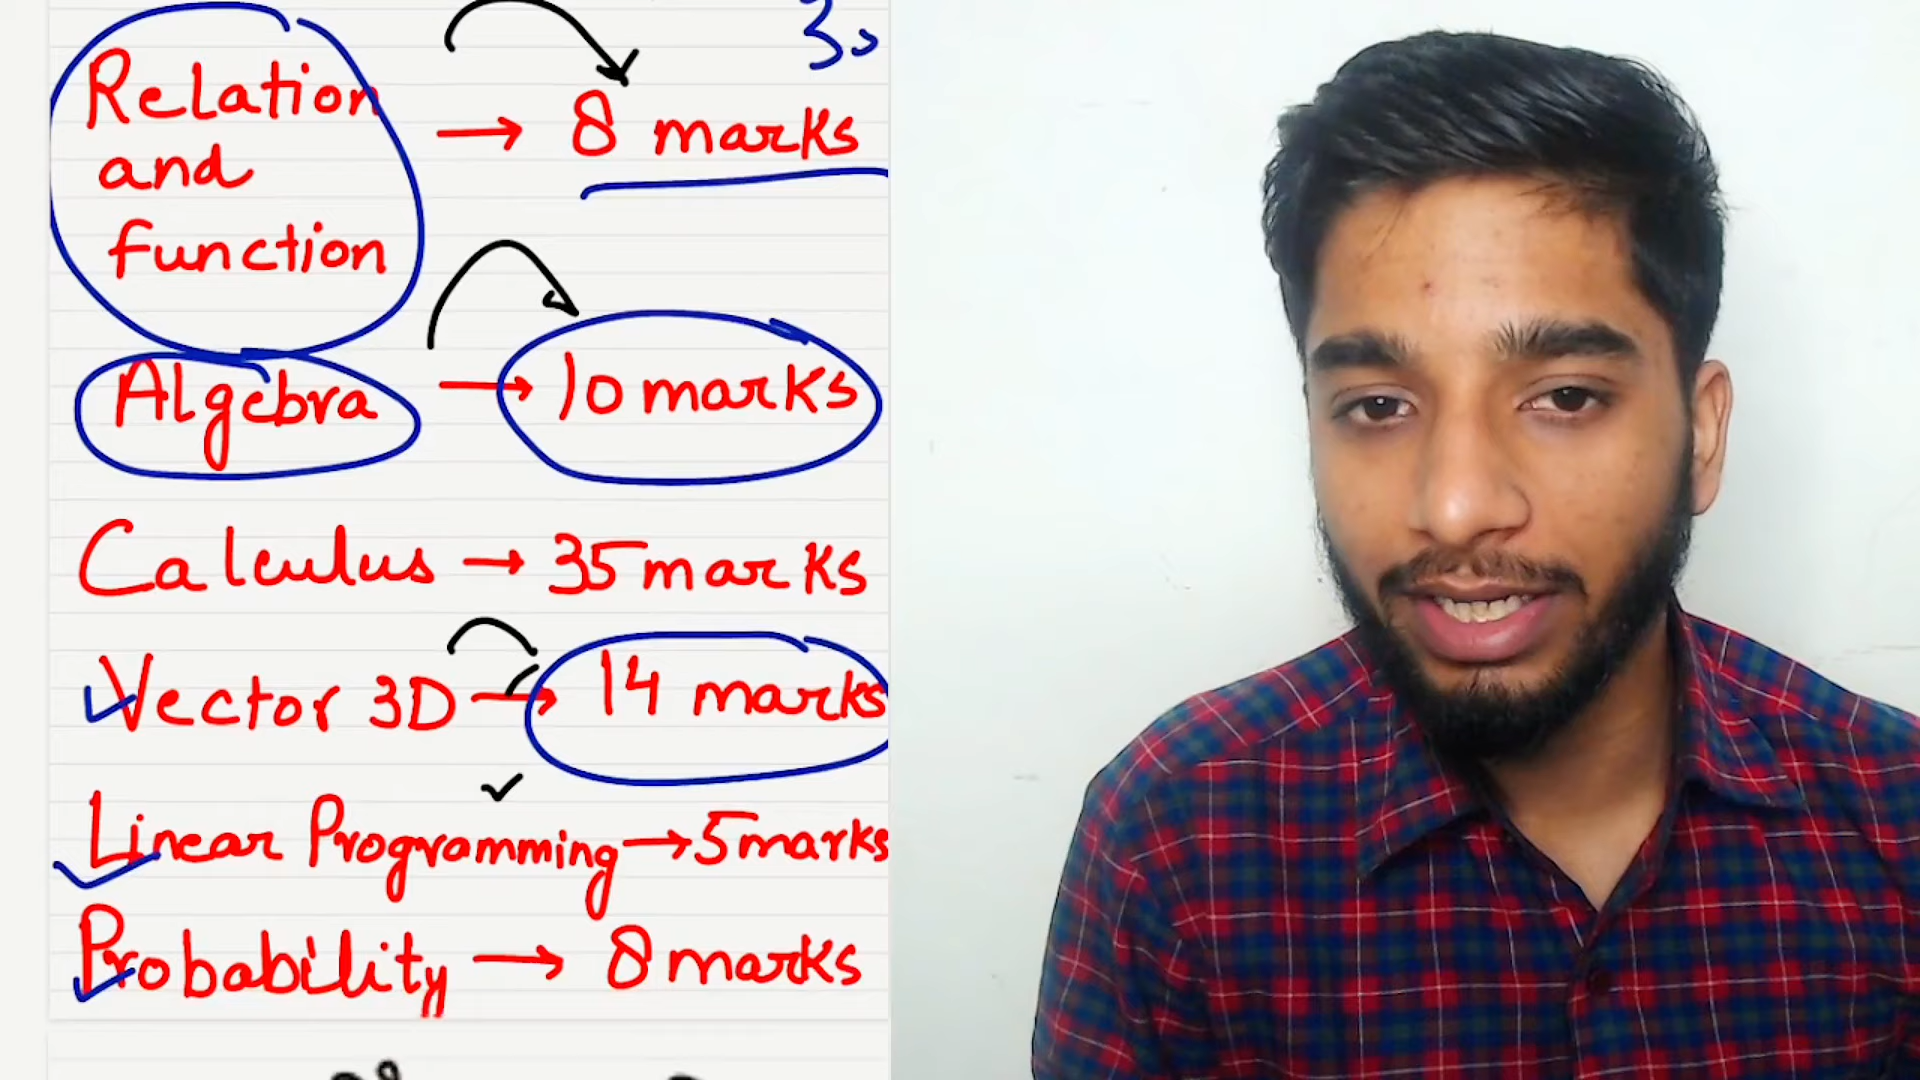 3
Relation
and → 8 marks
function
Algebra → 10 marks
Calculus → 35 marks
Vector 3D → 14 marks
Linear Programming → 5 marks
Probability → 8 marks